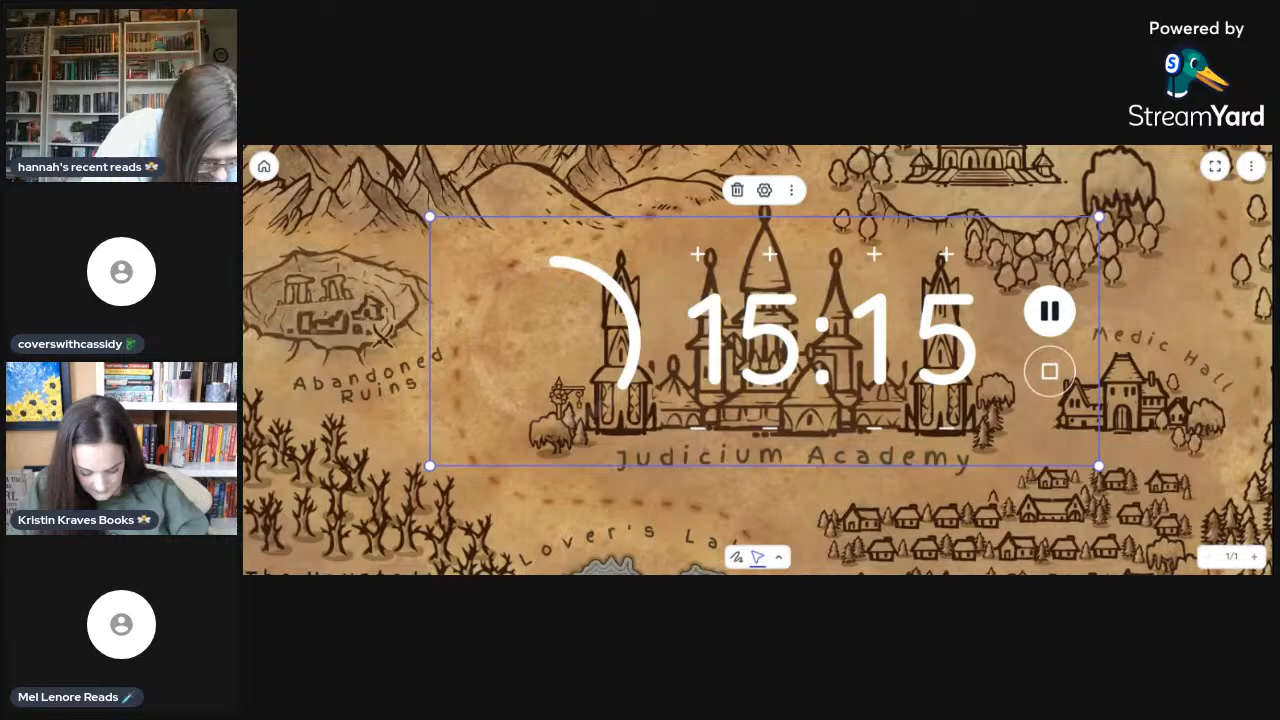 Powered by
StreamYard
hannah's recent reads
coverswithcassidy
Kristin Kraves Books
Mel Lenore Reads
15:15
Abandoned
Ruins
Medic Hall
Judicium Academy
Lover's
1/1